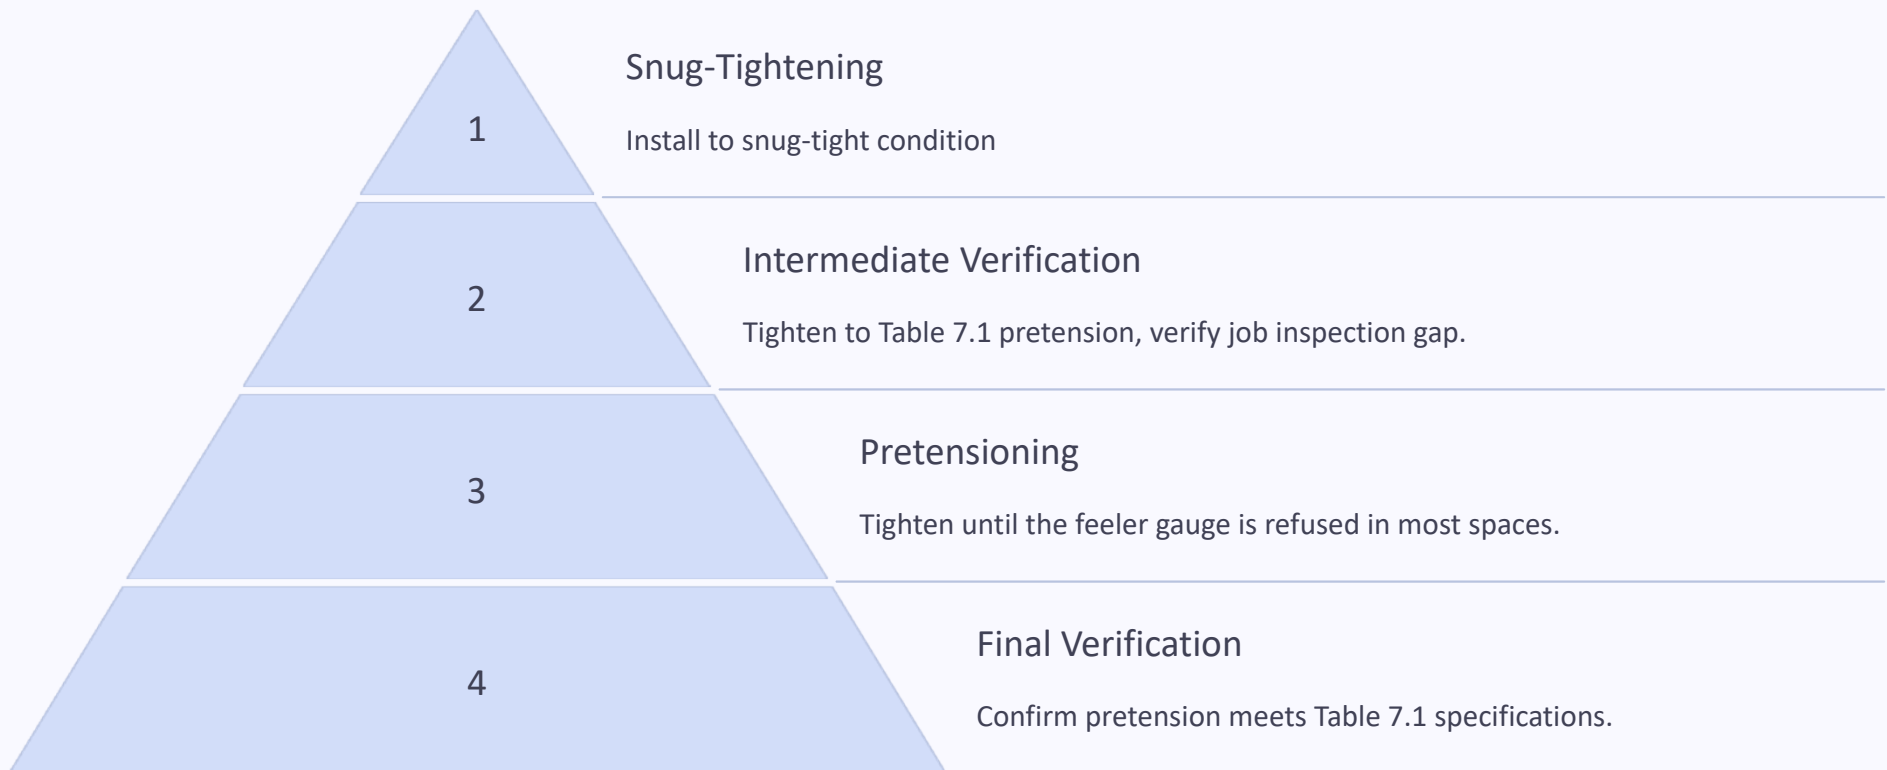 1
Snug-Tightening
Install to snug-tight condition
2
Intermediate Verification
Tighten to Table 7.1 pretension, verify job inspection gap.
3
Pretensioning
Tighten until the feeler gauge is refused in most spaces.
4
Final Verification
Confirm pretension meets Table 7.1 specifications.